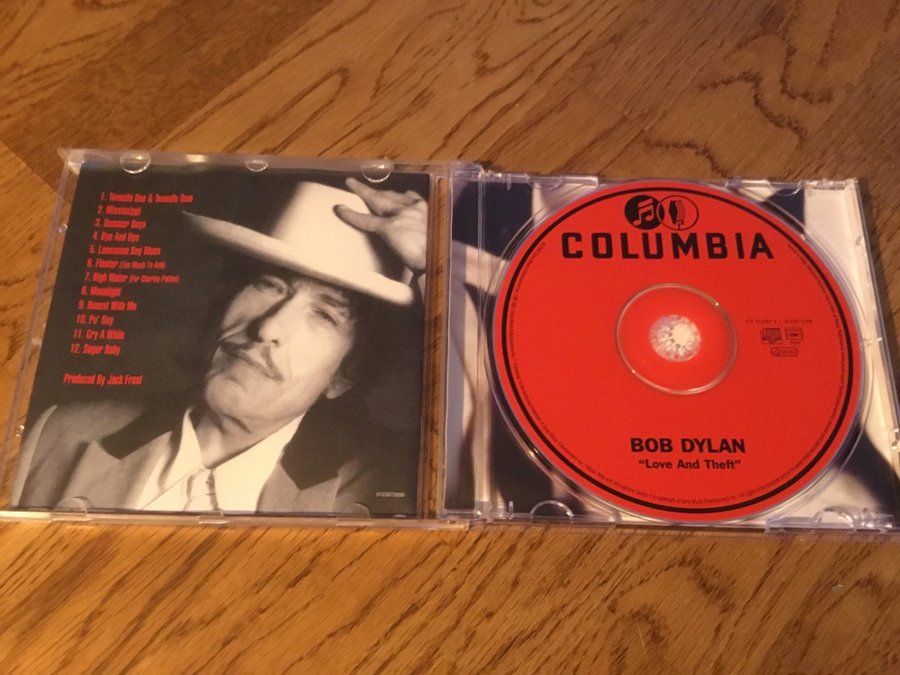 1. Tweedle Dee & Tweedle Dum
2. Mississippi
3. Summer Days
4. Bye And Bye
5. Lonesome Day Blues
6. Floater (Too Much To Ask)
7. High Water (For Charley Patton)
8. Moonlight
9. Honest With Me
10. Po' Boy
11. Cry A While
12. Sugar Baby
Produced By Jack Frost
COLUMBIA
BOB DYLAN
"Love And Theft"